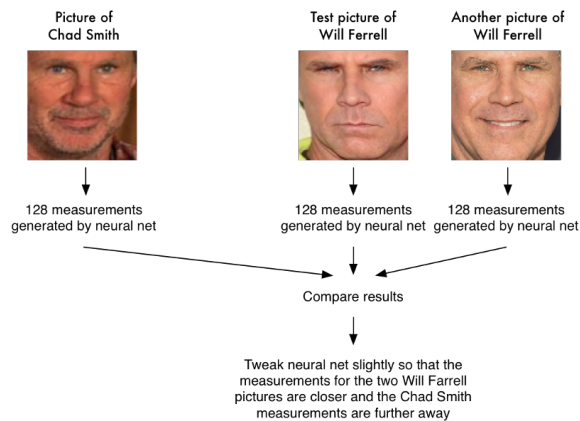 Picture of
Chad Smith
Test picture of
Will Ferrell
Another picture of
Will Ferrell
128 measurements
generated by neural net
128 measurements
generated by neural net
128 measurements
generated by neural net
Compare results
Tweak neural net slightly so that the
measurements for the two Will Farrell
pictures are closer and the Chad Smith
measurements are further away